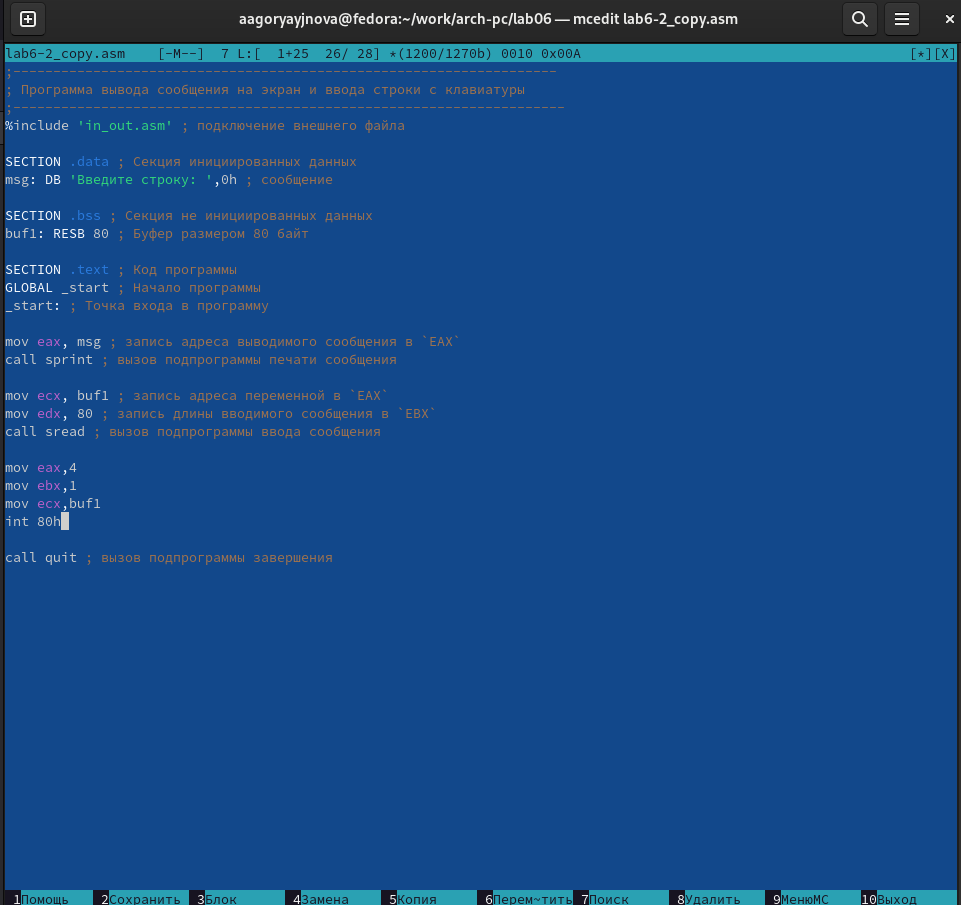 aagoryayjnova@fedora:~/work/arch-pc/lab06 — mcedit lab6-2_copy.asm
lab6-2_copy.asm    [-M--]  7 L:[  1+25  26/ 28] *(1200/1270b) 0010 0x00A    [*][X]
;--------------------------------------------------------------------
; Программа вывода сообщения на экран и ввода строки с клавиатуры
;---------------------------------------------------------------------
%include 'in_out.asm' ; подключение внешнего файла
SECTION .data ; Секция инициированных данных
msg: DB 'Введите строку: ',0h ; сообщение
SECTION .bss ; Секция не инициированных данных
buf1: RESB 80 ; Буфер размером 80 байт
SECTION .text ; Код программы
GLOBAL _start ; Начало программы
_start: ; Точка входа в программу
mov eax, msg ; запись адреса выводимого сообщения в `EAX`
call sprint ; вызов подпрограммы печати сообщения
mov ecx, buf1 ; запись адреса переменной в `EAX`
mov edx, 80 ; запись длины вводимого сообщения в `EBX`
call sread ; вызов подпрограммы ввода сообщения
mov eax,4
mov ebx,1
mov ecx,buf1
int 80h
call quit ; вызов подпрограммы завершения
1Помощь 2Сохранить 3Блок 4Замена 5Копия 6Перем~тить 7Поиск 8Удалить 9МенюМС 10Выход